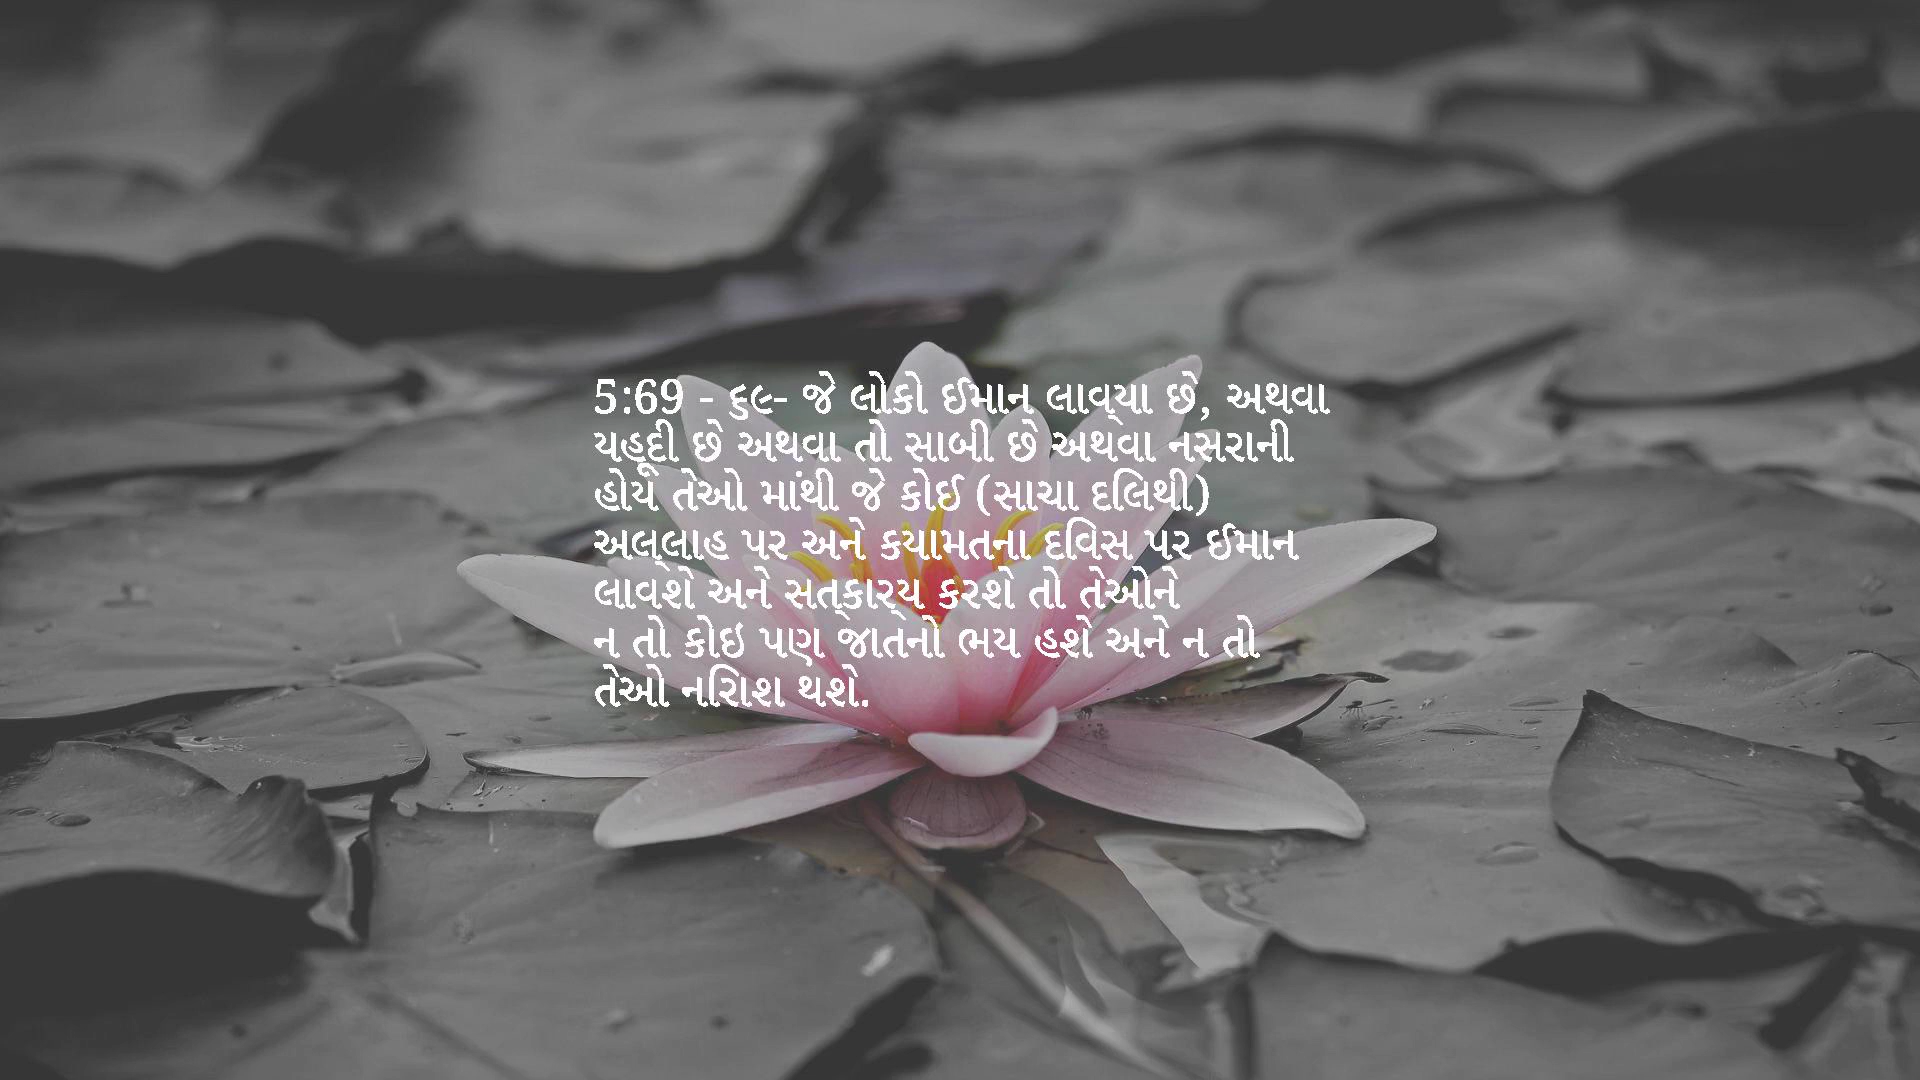 5:69 - ૬૯- જે લોકો ઈમાન લાવ્યા છે, અથવા
યહૂદી છે અથવા તો સાબી છે અથવા નસરાની
હોય તેઓ માંથી જે કોઈ (સાચા દિલથી)
અલ્લાહ પર અને કયામતના દિવસ પર ઈમાન
લાવશે અને સત્કાર્ય કરશે તો તેઓને
ન તો કોઇ પણ જાતનો ભય હશે અને ન તો
તેઓ નિરાશ થશે.